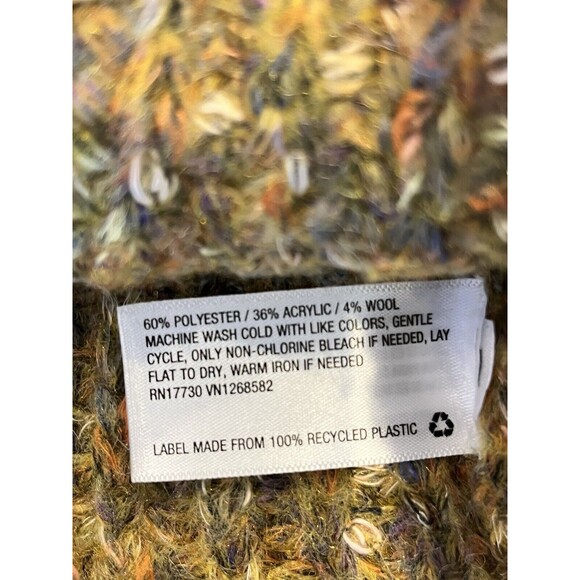 60% POLYESTER / 36% ACRYLIC / 4% WOOL
MACHINE WASH COLD WITH LIKE COLORS, GENTLE
CYCLE, ONLY NON-CHLORINE BLEACH IF NEEDED, LAY
FLAT TO DRY, WARM IRON IF NEEDED
RN17730 VN1268582
LABEL MADE FROM 100% RECYCLED PLASTIC